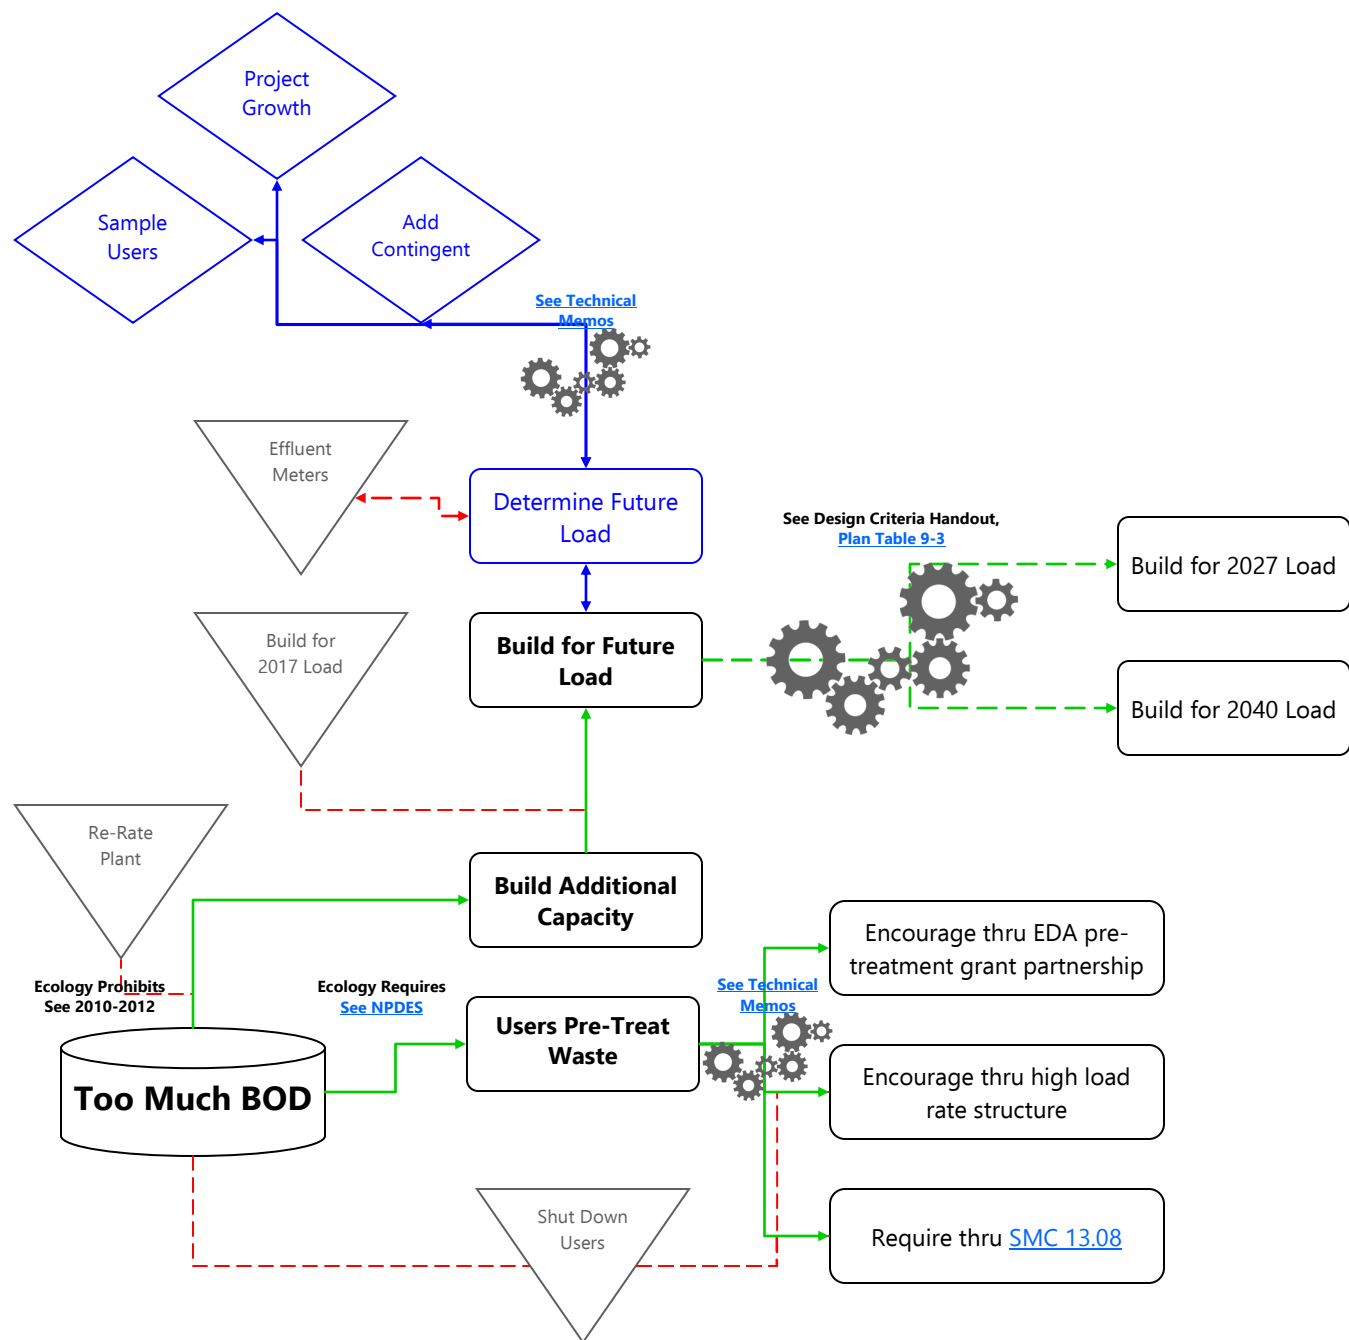 Project
Growth
Sample
Users
Add
Contingent
See Technical
Memos
Effluent
Meters
Determine Future
Load
See Design Criteria Handout,
Plan Table 9-3
Build for 2027 Load
Build for
2017 Load
Build for Future
Load
Build for 2040 Load
Re-Rate
Plant
Build Additional
Capacity
Encourage thru EDA pre-
treatment grant partnership
Ecology Prohibits
See 2010-2012
Ecology Requires
See NPDES
See Technical
Memos
Users Pre-Treat
Waste
Too Much BOD
Encourage thru high load
rate structure
Shut Down
Users
Require thru SMC 13.08